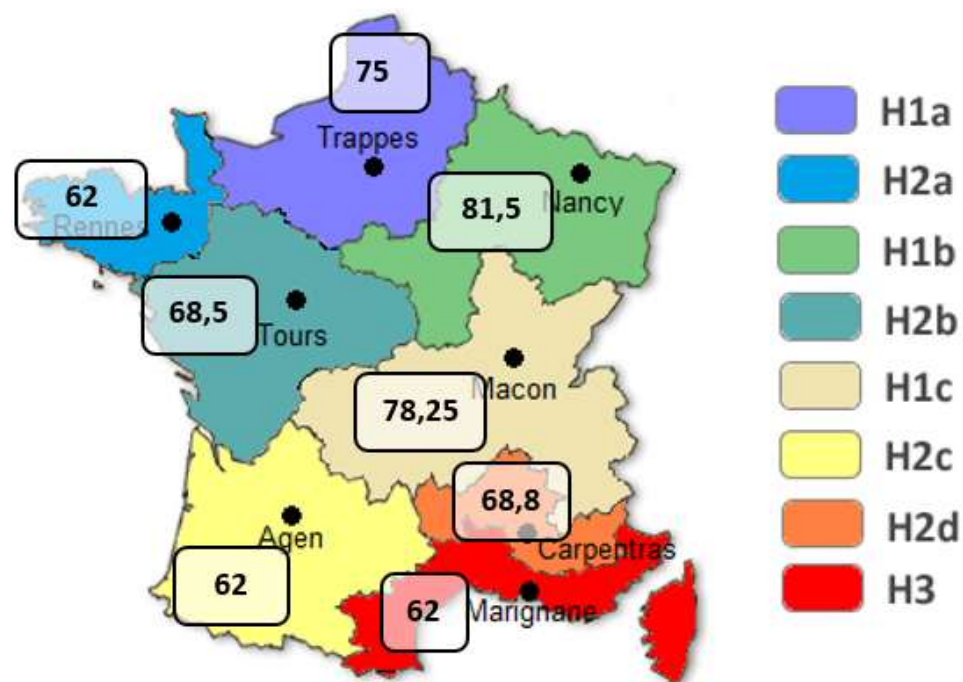 75
Trappes
62
Rennes
81,5
Nancy
68,5
Tours
Macon
78,25
68,8
Agen
Carpentras
62
62
Marignane
H1a
H2a
H1b
H2b
H1c
H2c
H2d
H3